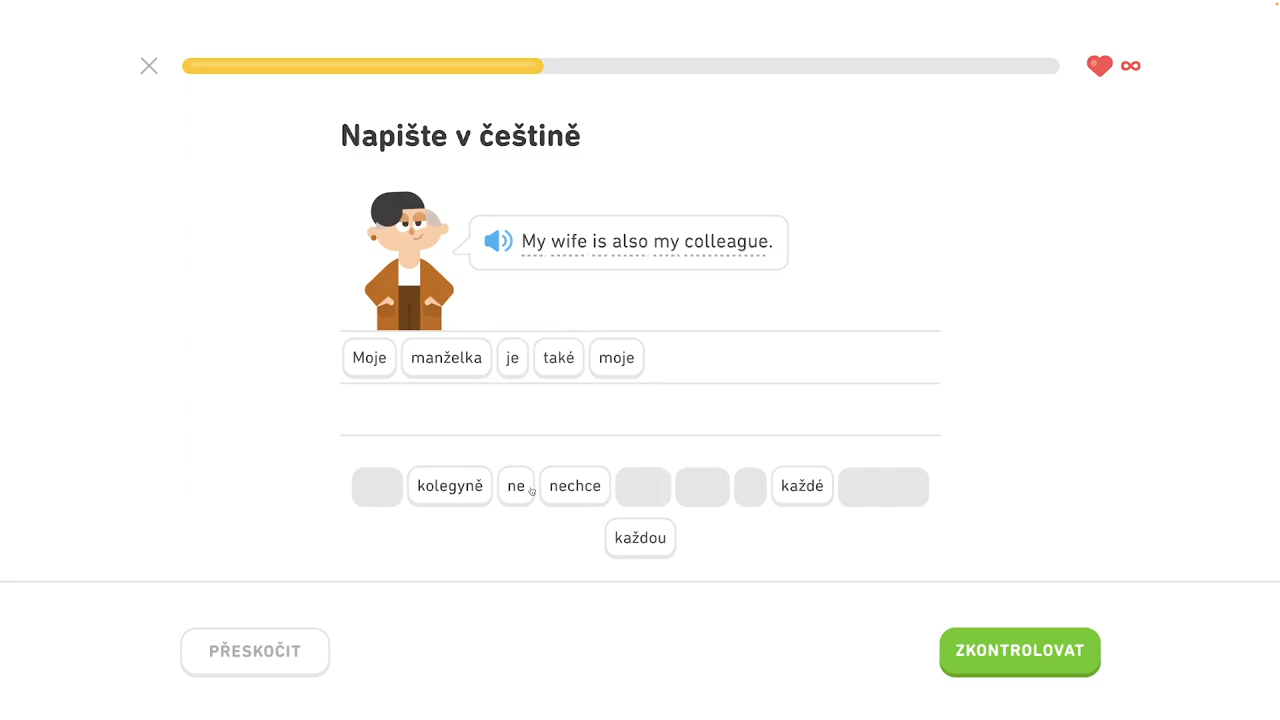 Napište v češtině
My wife is also my colleague.
Moje manželka je také moje
kolegyně ne nechce každé
každou
PŘESKOČIT ZKONTROLOVAT